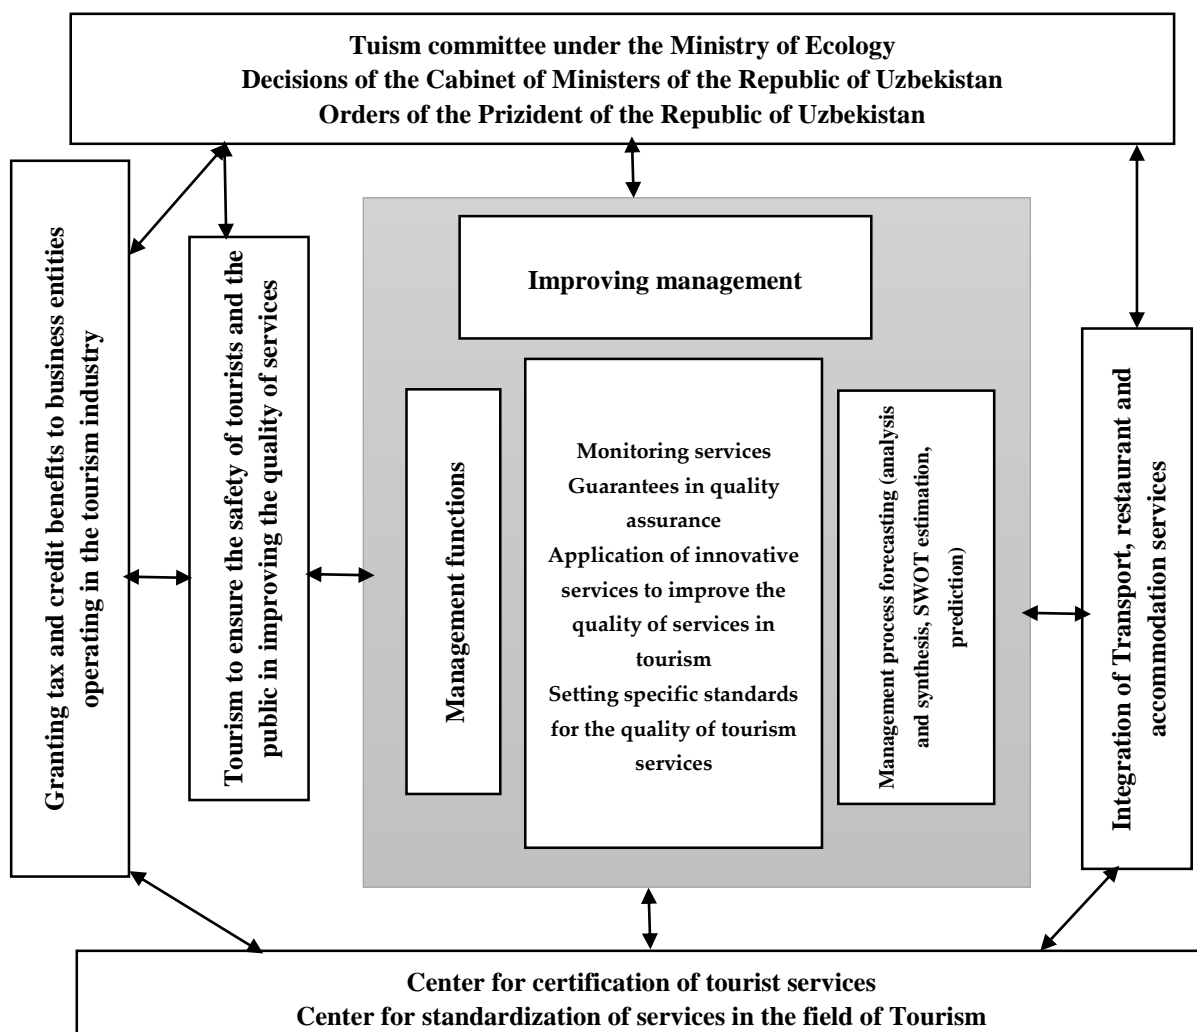 Tuism committee under the Ministry of Ecology
Decisions of the Cabinet of Ministers of the Republic of Uzbekistan
Orders of the Prizident of the Republic of Uzbekistan
Granting tax and credit benefits to business entities
operating in the tourism industry
Tourism to ensure the safety of tourists and the
public in improving the quality of services
Improving management
Management functions
Monitoring services
Guarantees in quality
assurance
Application of innovative
services to improve the
quality of services in
tourism
Setting specific standards
for the quality of tourism
services
Management process forecasting (analysis
and synthesis, SWOT estimation,
prediction)
Integration of Transport, restaurant and
accommodation services
Center for certification of tourist services
Center for standardization of services in the field of Tourism